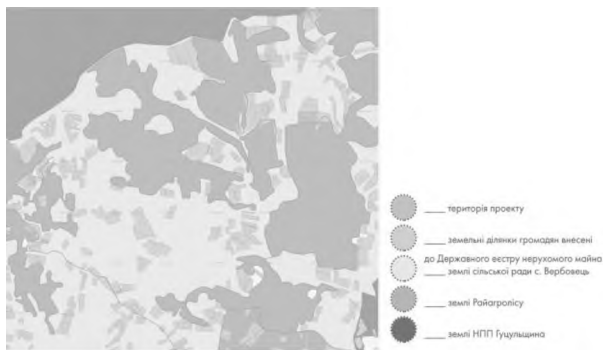 ____ територія проекту
____ земельні ділянки громадян внесені
до Державного еєстру нерухомого майна
____ землі сільської ради с. Вербовець
____ землі Райагролісу
____ землі НПП Гуцульщина